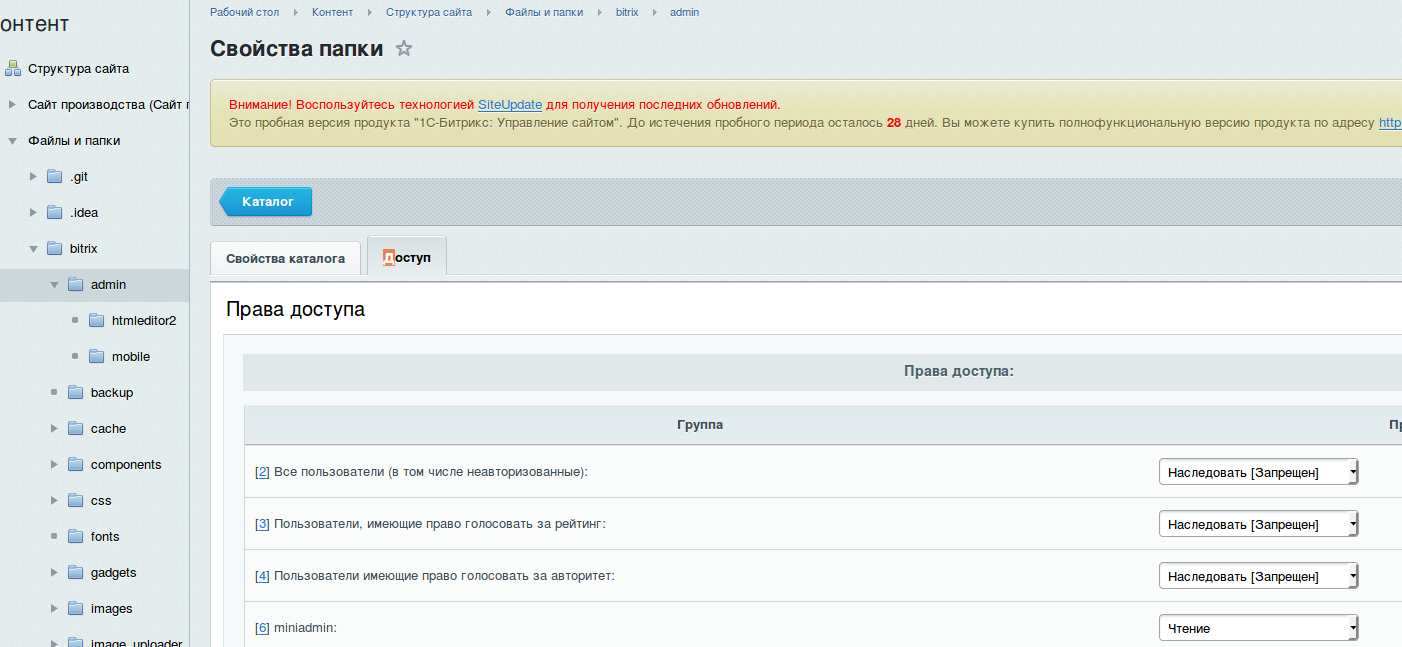 онтент
Структура сайта
Сайт производства (Сайт
Файлы и папки
.git
.idea
bitrix
admin
htmleditor2
mobile
backup
cache
components
css
fonts
gadgets
images
image_uploader
Рабочий стол Контент Структура сайта Файлы и папки bitrix admin
Свойства папки
Внимание! Воспользуйтесь технологией SiteUpdate для получения последних обновлений.
Это пробная версия продукта "1С-Битрикс: Управление сайтом". До истечения пробного периода осталось 28 дней. Вы можете купить полнофункциональную версию продукта по адресу http
Каталог
Свойства каталога Доступ
Права доступа
Права доступа:
Группа
[2] Все пользователи (в том числе неавторизованные): Наследовать [Запрещен]
[3] Пользователи, имеющие право голосовать за рейтинг: Наследовать [Запрещен]
[4] Пользователи имеющие право голосовать за авторитет: Наследовать [Запрещен]
[6] miniadmin: Чтение